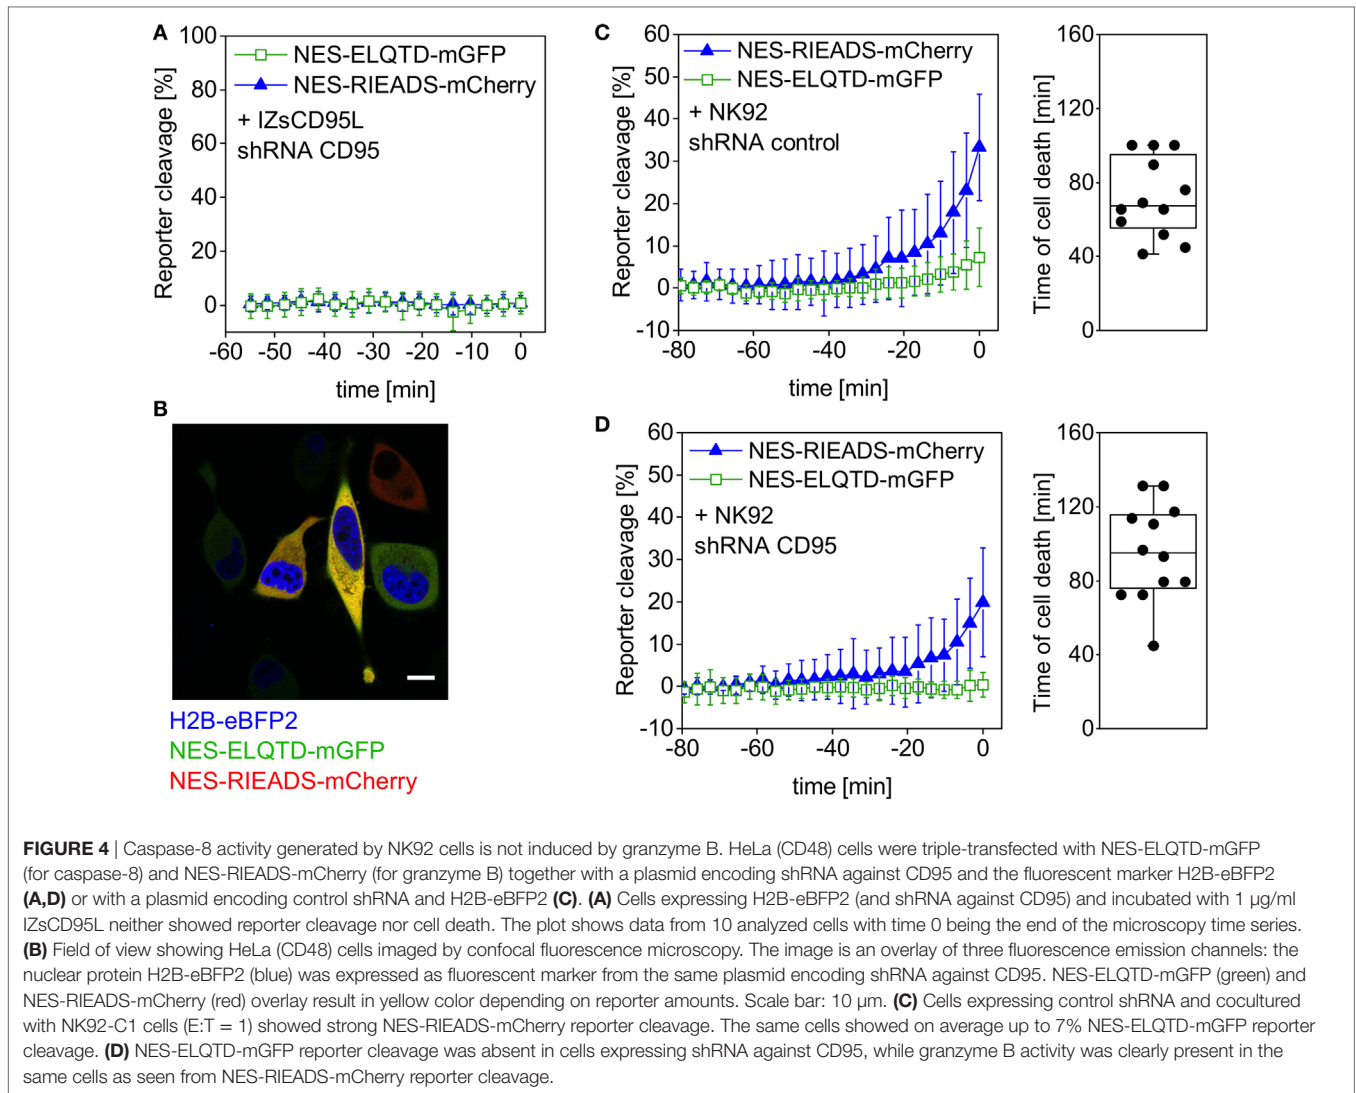 A
100
80
60
40
20
0
Reporter cleavage [%]
NES-ELQTD-mGFP
NES-RIEADS-mCherry
+ IZsCD95L
shRNA CD95
-60 -50 -40 -30 -20 -10 0
time [min]
B
H2B-eBFP2
NES-ELQTD-mGFP
NES-RIEADS-mCherry
C
60
50
40
30
20
10
0
-10
Reporter cleavage [%]
NES-RIEADS-mCherry
NES-ELQTD-mGFP
+ NK92
shRNA control
-80 -60 -40 -20 0
time [min]
160
120
80
40
0
Time of cell death [min]
D
60
50
40
30
20
10
0
-10
Reporter cleavage [%]
NES-RIEADS-mCherry
NES-ELQTD-mGFP
+ NK92
shRNA CD95
-80 -60 -40 -20 0
time [min]
160
120
80
40
0
Time of cell death [min]
FIGURE 4 | Caspase-8 activity generated by NK92 cells is not induced by granzyme B. HeLa (CD48) cells were triple-transfected with NES-ELQTD-mGFP
(for caspase-8) and NES-RIEADS-mCherry (for granzyme B) together with a plasmid encoding shRNA against CD95 and the fluorescent marker H2B-eBFP2
(A,D) or with a plasmid encoding control shRNA and H2B-eBFP2 (C). (A) Cells expressing H2B-eBFP2 (and shRNA against CD95) and incubated with 1 µg/ml
IZsCD95L neither showed reporter cleavage nor cell death. The plot shows data from 10 analyzed cells with time 0 being the end of the microscopy time series.
(B) Field of view showing HeLa (CD48) cells imaged by confocal fluorescence microscopy. The image is an overlay of three fluorescence emission channels: the
nuclear protein H2B-eBFP2 (blue) was expressed as fluorescent marker from the same plasmid encoding shRNA against CD95. NES-ELQTD-mGFP (green) and
NES-RIEADS-mCherry (red) overlay result in yellow color depending on reporter amounts. Scale bar: 10 µm. (C) Cells expressing control shRNA and cocultured
with NK92-C1 cells (E:T = 1) showed strong NES-RIEADS-mCherry reporter cleavage. The same cells showed on average up to 7% NES-ELQTD-mGFP reporter
cleavage. (D) NES-ELQTD-mGFP reporter cleavage was absent in cells expressing shRNA against CD95, while granzyme B activity was clearly present in the
same cells as seen from NES-RIEADS-mCherry reporter cleavage.